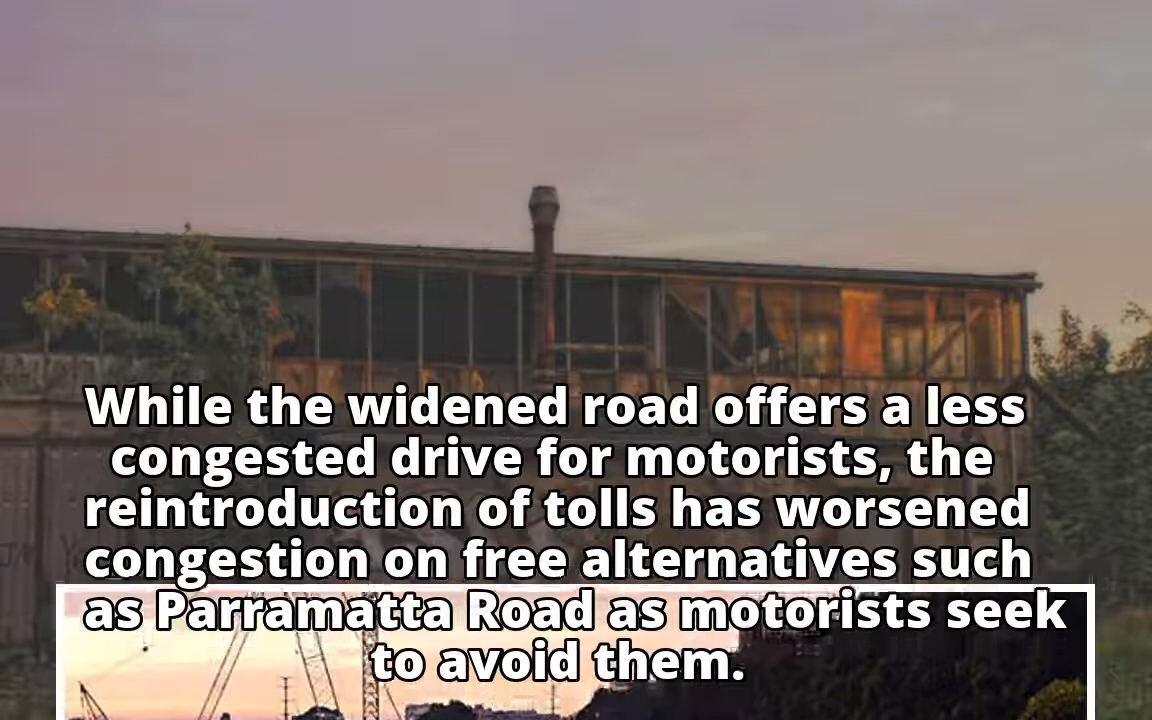 While the widened road offers a less
congested drive for motorists, the
reintroduction of tolls has worsened
congestion on free alternatives such
as Parramatta Road as motorists seek
to avoid them.